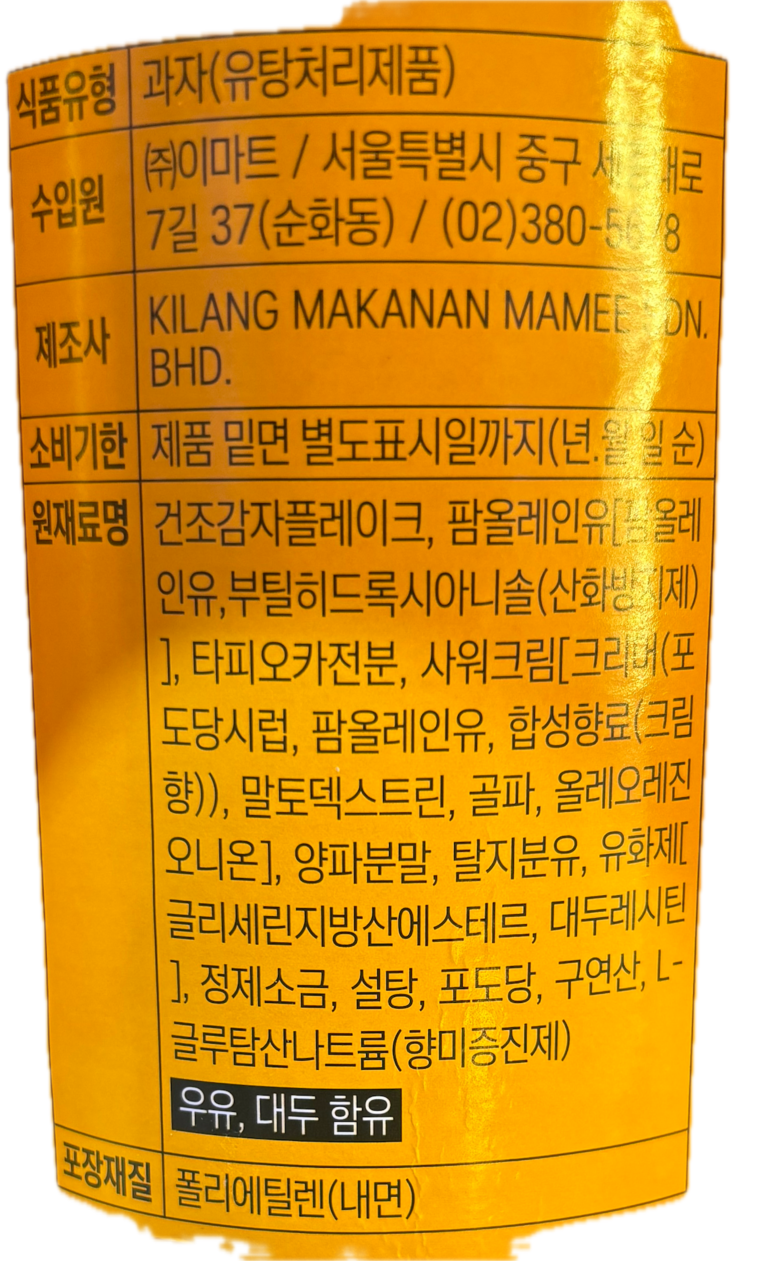 식품유형 과자(유탕처리제품)
수입원 ㈜이마트 / 서울특별시 중구
7길 37(순화동) /
제조사 KILANG MAKANAN MAMEE
BHD.
소비기한 제품 밑면 별도표시일까지(년.월.일 순)
원재료명 건조감자플레이크, 팜올레인유[팜올레
인유,부틸히드록시아니솔(산화방지제)
], 타피오카전분, 사워크림[크리머(포
도당시럽, 팜올레인유, 합성향료(크림
향)), 말토덱스트린, 골파, 올레오레진
오니온], 양파분말, 탈지분유, 유화제[
글리세린지방산에스테르, 대두레시틴
], 정제소금, 설탕, 포도당, 구연산, L-
글루탐산나트륨(향미증진제)
우유, 대두 함유
포장재질 폴리에틸렌(내면)